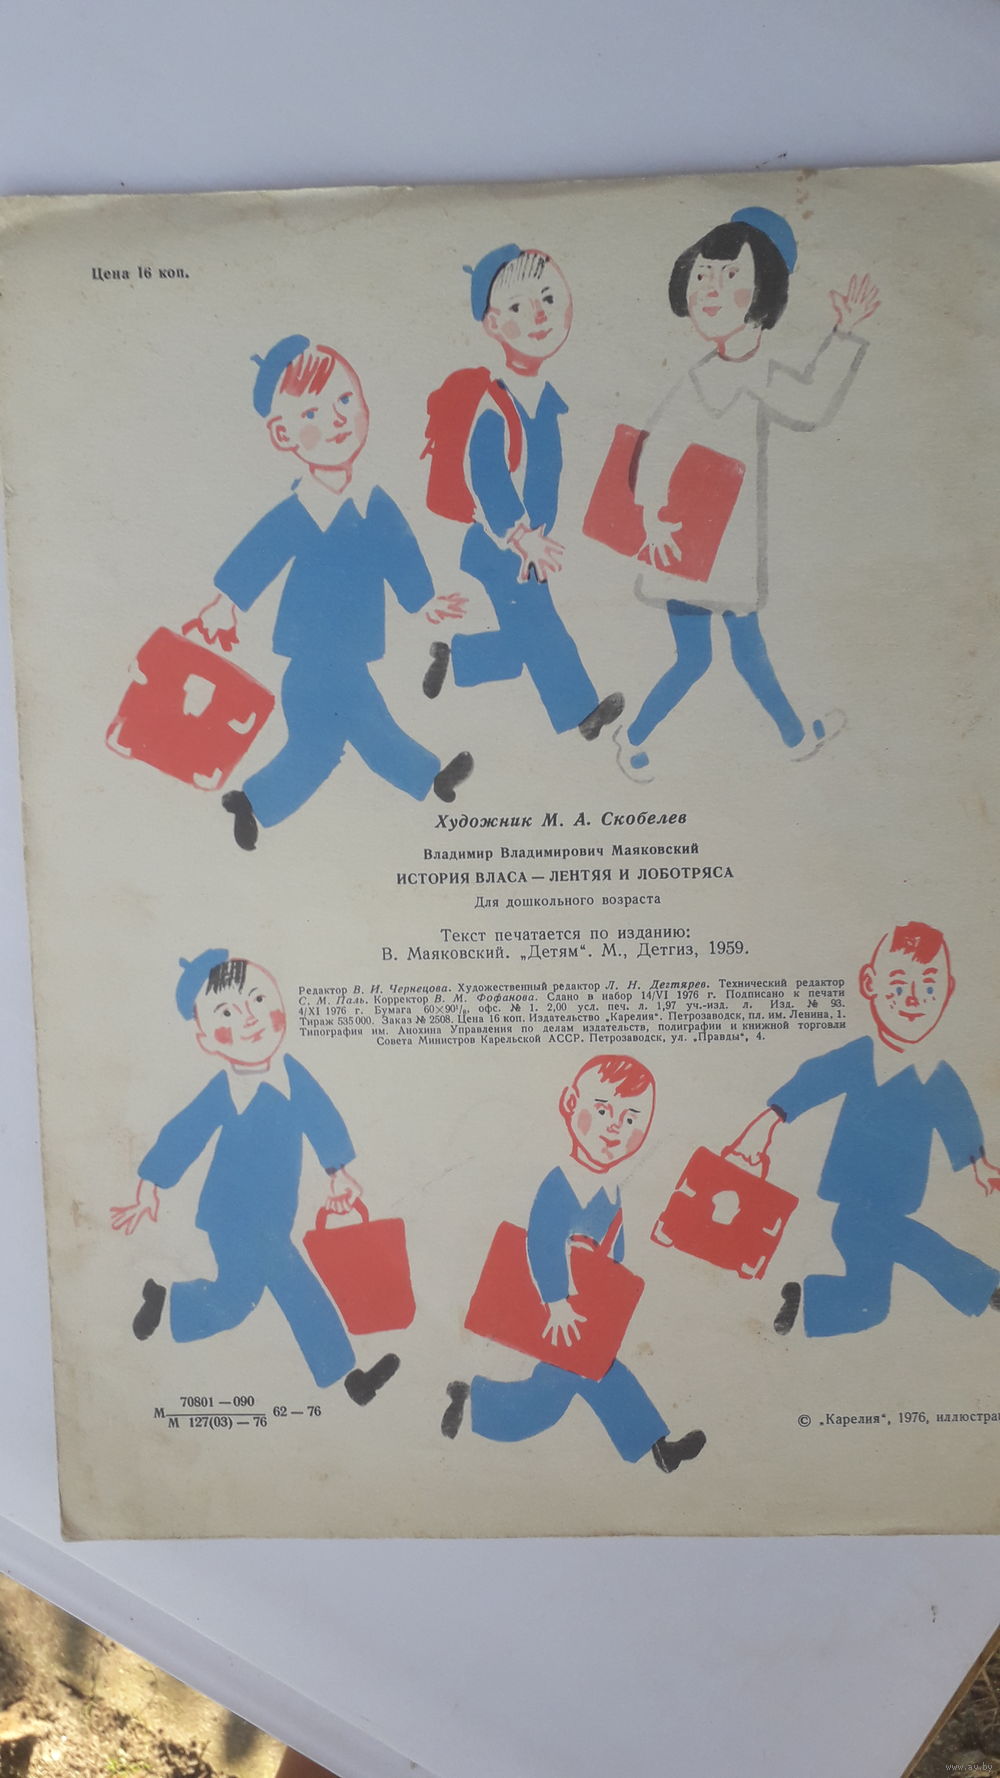 Цена 16 коп.
Художник М. А. Скобелев
Владимир Владимирович Маяковский
ИСТОРИЯ ВЛАСА — ЛЕНТЯЯ И ЛОБОТРЯСА
Для дошкольного возраста
Текст печатается по изданию:
В. Маяковский. „Детям“. М., Детгиз, 1959.
Редактор В. И. Чернецова. Художественный редактор Л. Н. Дегтярев. Технический редактор
С. М. Паль. Корректор В. М. Фофанова. Сдано в набор 14/VI 1976 г. Подписано к печати
4/XI 1976 г. Бумага 60×90¹/₈. офс. № 1. 2,00 усл. печ. л. 1,97 уч.-изд. л. Изд. № 93.
Тираж 535 000. Заказ № 2508. Цена 16 коп. Издательство „Карелия“. Петрозаводск, пл. им. Ленина, 1.
Типография им. Анохина Управления по делам издательств, полиграфии и книжной торговли
Совета Министров Карельской АССР. Петрозаводск, ул. „Правды“, 4.
М 70801 — 090
М 127(03) — 76 62 — 76
© „Карелия“, 1976, иллюстра
www.ay.by